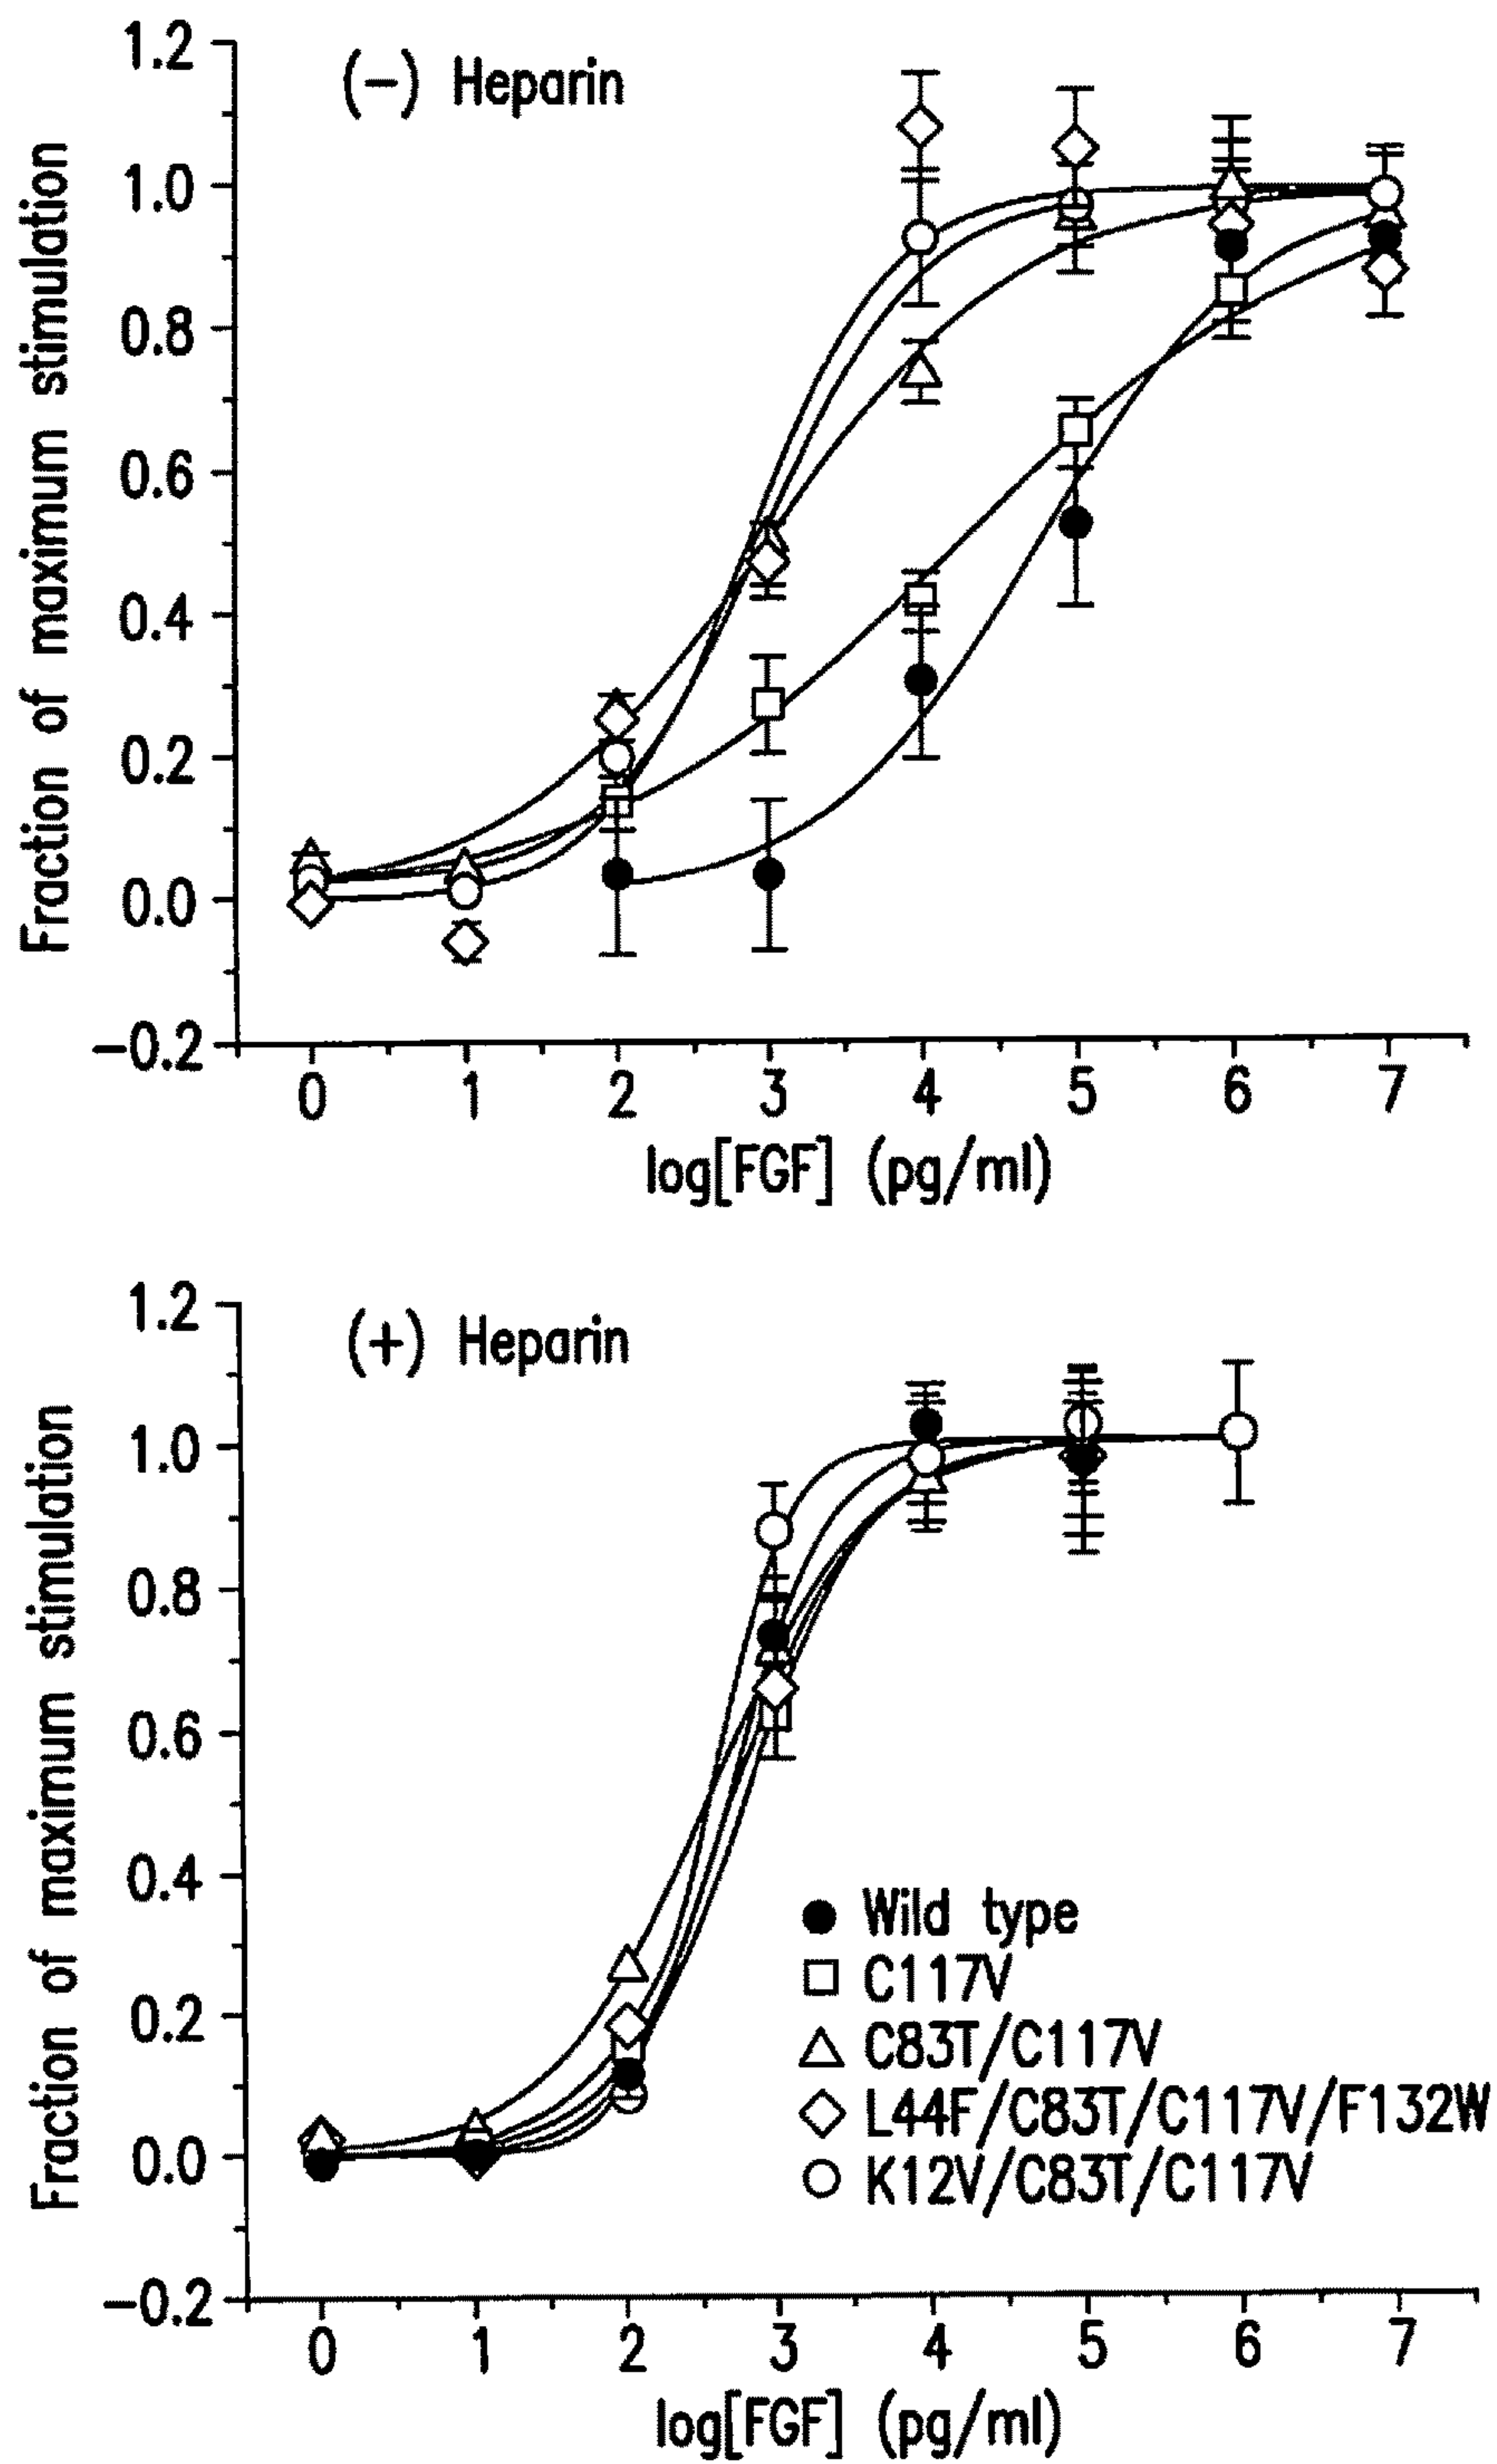 (−) Heparin
Fraction of maximum stimulation
1.2
1.0
0.8
0.6
0.4
0.2
0.0
−0.2
0 1 2 3 4 5 6 7
log[FGF] (pg/ml)
(+) Heparin
Fraction of maximum stimulation
1.2
1.0
0.8
0.6
0.4
0.2
0.0
−0.2
Wild type
C117V
C83T/C117V
L44F/C83T/C117V/F132W
K12V/C83T/C117V
0 1 2 3 4 5 6 7
log[FGF] (pg/ml)